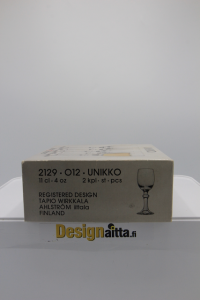 2129 · 012 · UNIKKO
11 cl · 4 oz 2 kpl · st · pcs
REGISTERED DESIGN
TAPIO WIRKKALA
AHLSTRÖM iittala
FINLAND
Designaitta.fi